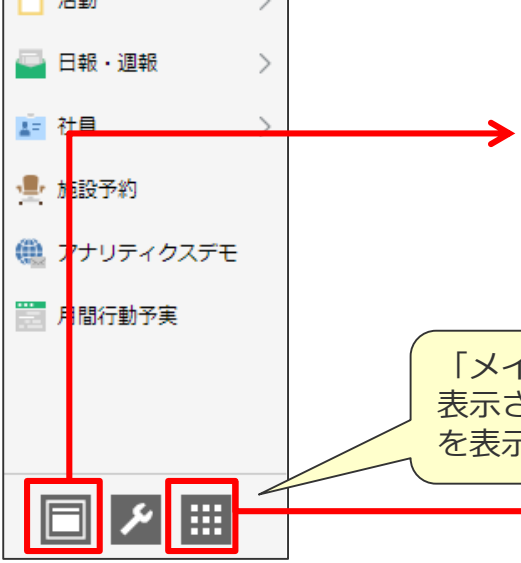 活動
日報・週報
社員
施設予約
アナリティクスデモ
月間行動予実
「メイ
表示さ
を表示